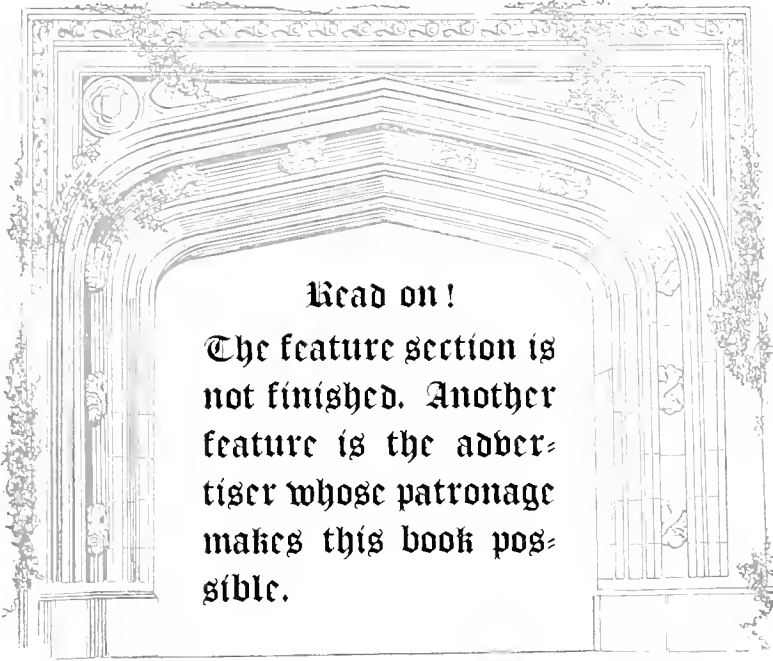 Read on!
The feature section is
not finished. Another
feature is the adver-
tiser whose patronage
makes this book pos-
sible.